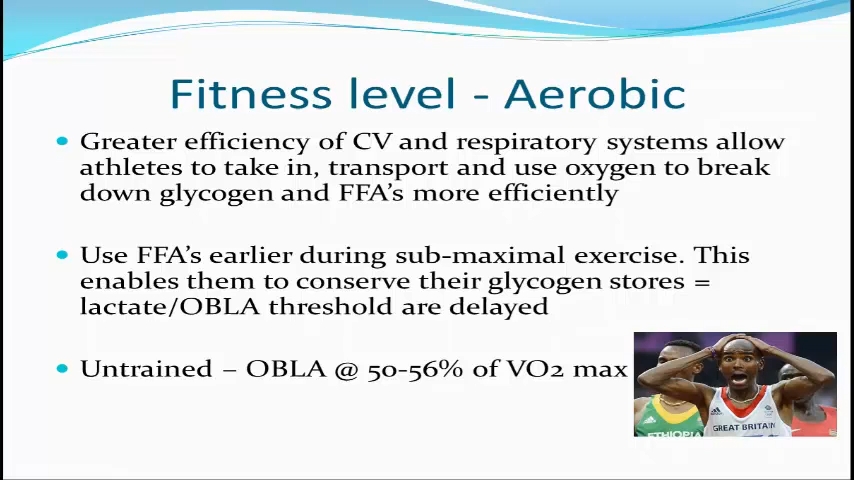 Fitness level - Aerobic
Greater efficiency of CV and respiratory systems allow
athletes to take in, transport and use oxygen to break
down glycogen and FFA's more efficiently
Use FFA's earlier during sub-maximal exercise. This
enables them to conserve their glycogen stores =
lactate/OBLA threshold are delayed
Untrained – OBLA @ 50-56% of VO2 max
GREAT BRITAIN
ETHIOPIA